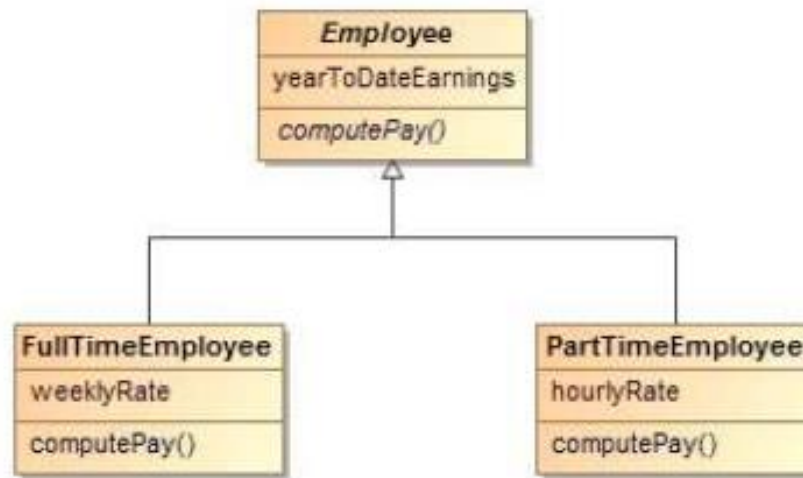 Employee
yearToDateEarnings
computePay()
FullTimeEmployee
weeklyRate
computePay()
PartTimeEmployee
hourlyRate
computePay()